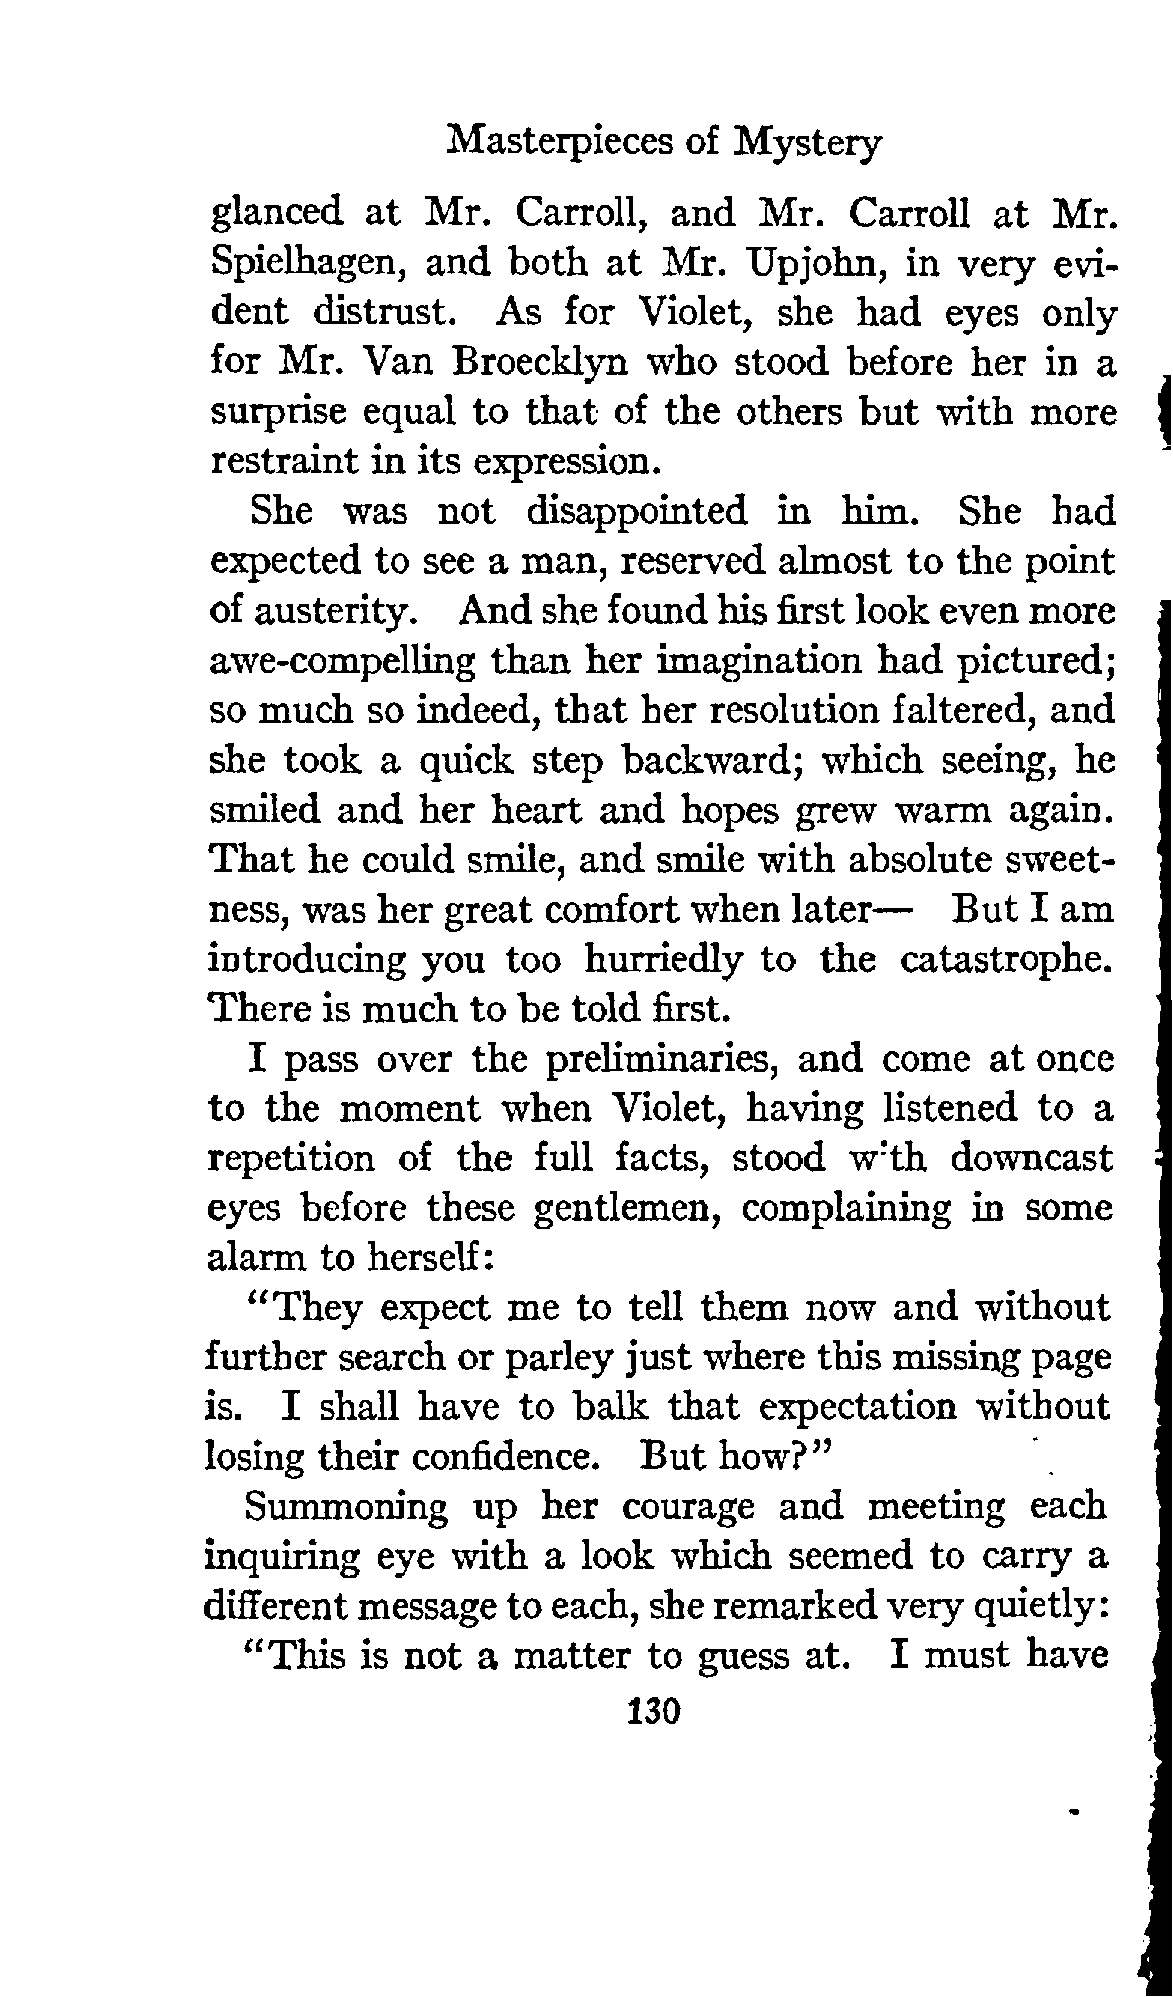 Masterpieces of Mystery
glanced at Mr. Carroll, and Mr. Carroll at Mr.
Spielhagen, and both at Mr. Upjohn, in very evi-
dent distrust. As for Violet, she had eyes only
for Mr. Van Broecklyn who stood before her in a
surprise equal to that of the others but with more
restraint in its expression.
She was not disappointed in him. She had
expected to see a man, reserved almost to the point
of austerity. And she found his first look even more
awe-compelling than her imagination had pictured;
so much so indeed, that her resolution faltered, and
she took a quick step backward; which seeing, he
smiled and her heart and hopes grew warm again.
That he could smile, and smile with absolute sweet-
ness, was her great comfort when later— But I am
introducing you too hurriedly to the catastrophe.
There is much to be told first.
I pass over the preliminaries, and come at once
to the moment when Violet, having listened to a
repetition of the full facts, stood with downcast
eyes before these gentlemen, complaining in some
alarm to herself:
"They expect me to tell them now and without
further search or parley just where this missing page
is. I shall have to balk that expectation without
losing their confidence. But how?"
Summoning up her courage and meeting each
inquiring eye with a look which seemed to carry a
different message to each, she remarked very quietly:
"This is not a matter to guess at. I must have
130